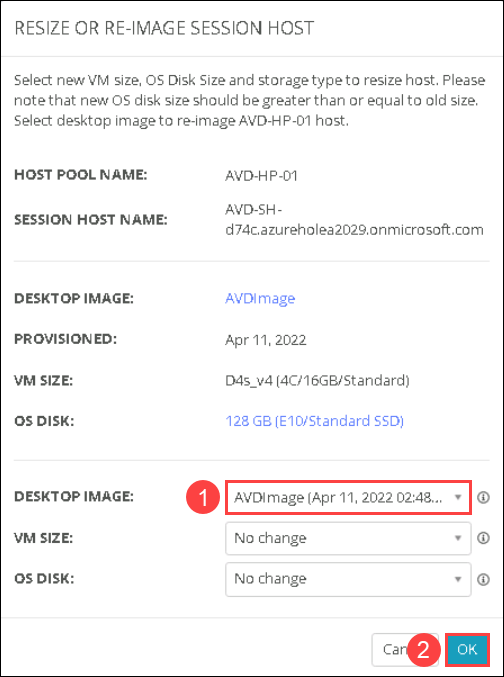 RESIZE OR RE-IMAGE SESSION HOST
Select new VM size, OS Disk Size and storage type to resize host. Please
note that new OS disk size should be greater than or equal to old size.
Select desktop image to re-image AVD-HP-01 host.
HOST POOL NAME: AVD-HP-01
SESSION HOST NAME: AVD-SH-
d74c.azureholea2029.onmicrosoft.com
DESKTOP IMAGE: AVDImage
PROVISIONED: Apr 11, 2022
VM SIZE: D4s_v4 (4C/16GB/Standard)
OS DISK: 128 GB (E10/Standard SSD)
DESKTOP IMAGE: 1 AVDImage (Apr 11, 2022 02:48...
VM SIZE: No change
OS DISK: No change
2 OK